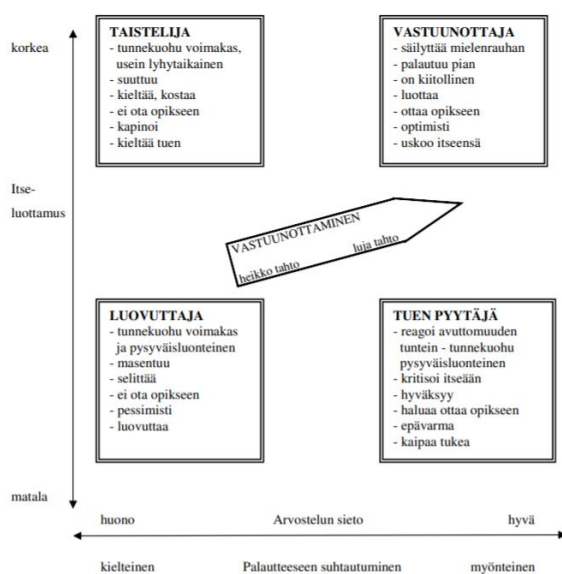 korkea
TAISTELIJA
- tunnekuohu voimakas,
usein lyhytaikainen
- suuttuu
- kieltää, kostaa
- ei ota opikseen
- kapinoi
- kieltää tuen
VASTUUNOTTAJA
- säilyttää mielenrauhan
- palautuu pian
- on kiitollinen
- luottaa
- ottaa opikseen
- optimisti
- uskoo itseensä
Itse-
luottamus
VASTUUNOTTAMINEN
heikko tahto
luja tahto
LUOVUTTAJA
- tunnekuohu voimakas
ja pysyväisluonteinen
- masentuu
- selittää
- ei ota opikseen
- pessimisti
- luovuttaa
TUEN PYYTÄJÄ
- reagoi avuttomuuden
tuntein - tunnekuohu
pysyväisluonteinen
- kritisoi itseään
- hyväksyy
- haluaa ottaa opikseen
- epävarma
- kaipaa tukea
matala
huono Arvostelun sieto hyvä
kielteinen Palautteeseen suhtautuminen myönteinen